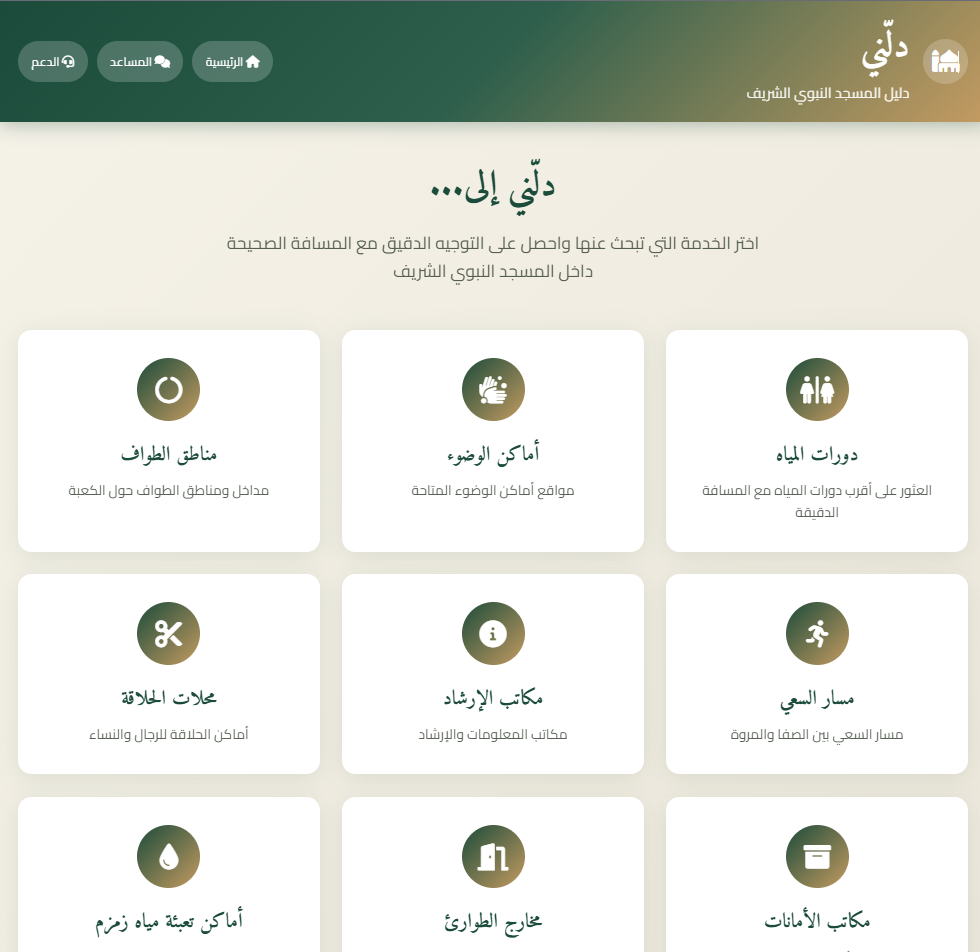 دلّني
دليل المسجد النبوي الشريف
الرئيسية
المساعد
الدعم
دلّني إلى...
اختر الخدمة التي تبحث عنها واحصل على التوجيه الدقيق مع المسافة الصحيحة
داخل المسجد النبوي الشريف
دورات المياه
العثور على أقرب دورات المياه مع المسافة
الدقيقة
أماكن الوضوء
مواقع أماكن الوضوء المتاحة
مناطق الطواف
مداخل ومناطق الطواف حول الكعبة
مسار السعي
مسار السعي بين الصفا والمروة
مكاتب الإرشاد
مكاتب المعلومات والإرشاد
محلات الحلاقة
أماكن الحلاقة للرجال والنساء
مكاتب الأمانات
مخارج الطوارئ
أماكن تعبئة مياه زمزم